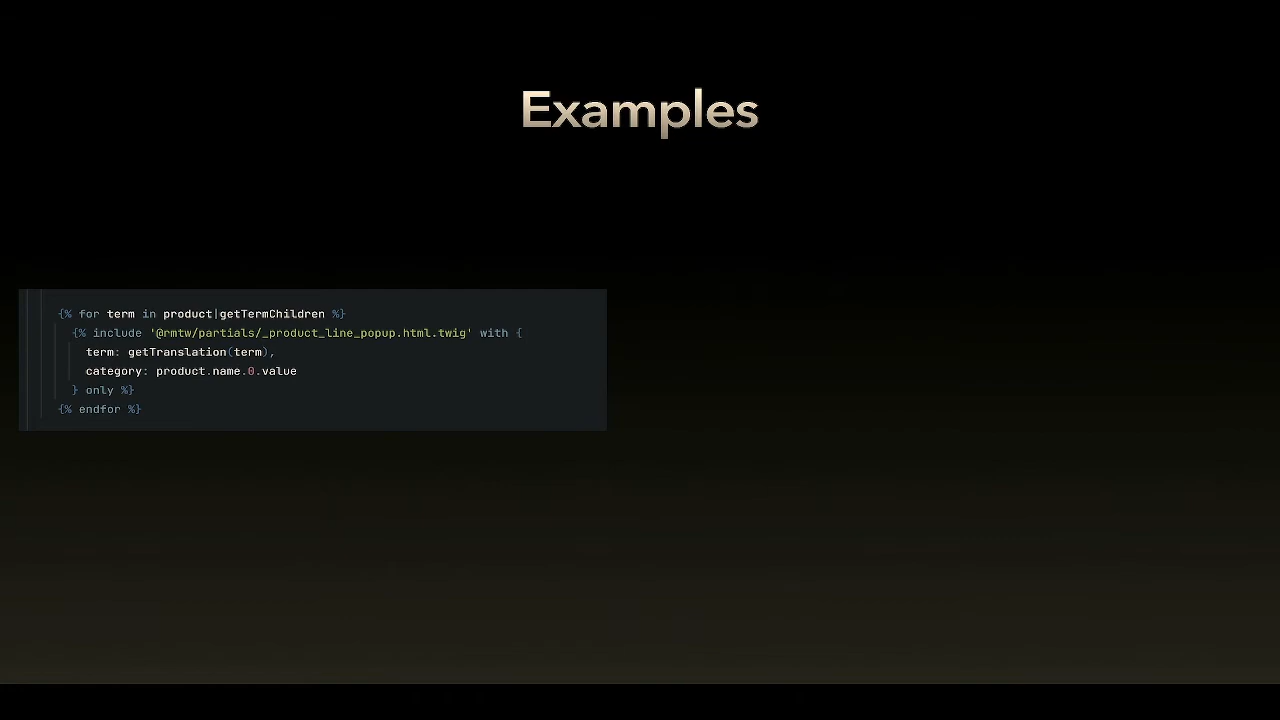 Examples
{% for term in product|getTermChildren %}
{% include '@rmtw/partials/_product_line_popup.html.twig' with {
term: getTranslation(term),
category: product.name.0.value
} only %}
{% endfor %}